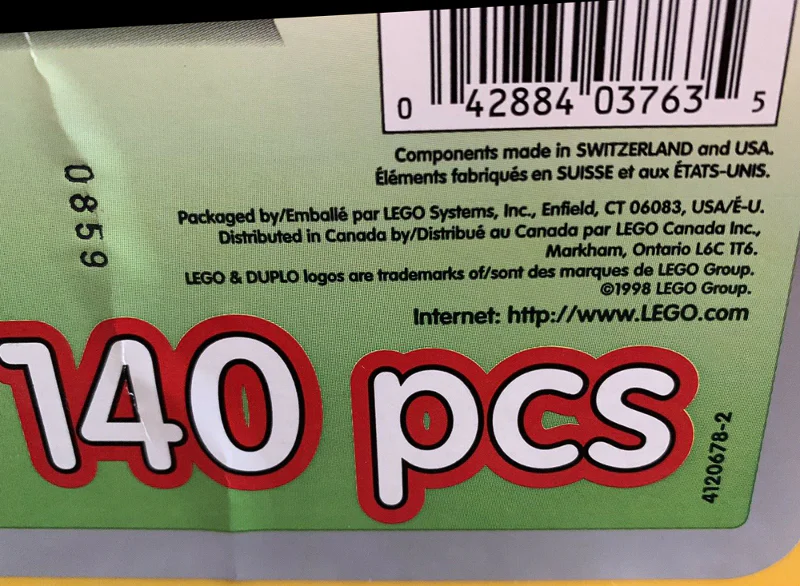 0 42884 03763 5
Components made in SWITZERLAND and USA.
Éléments fabriqués en SUISSE et aux ÉTATS-UNIS.
0859
Packaged by/Emballé par LEGO Systems, Inc., Enfield, CT 06083, USA/É-U.
Distributed in Canada by/Distribué au Canada par LEGO Canada Inc.,
Markham, Ontario L6C 1T6.
LEGO & DUPLO logos are trademarks of/sont des marques de LEGO Group.
©1998 LEGO Group.
Internet: http://www.LEGO.com
140 pcs
4120678-2